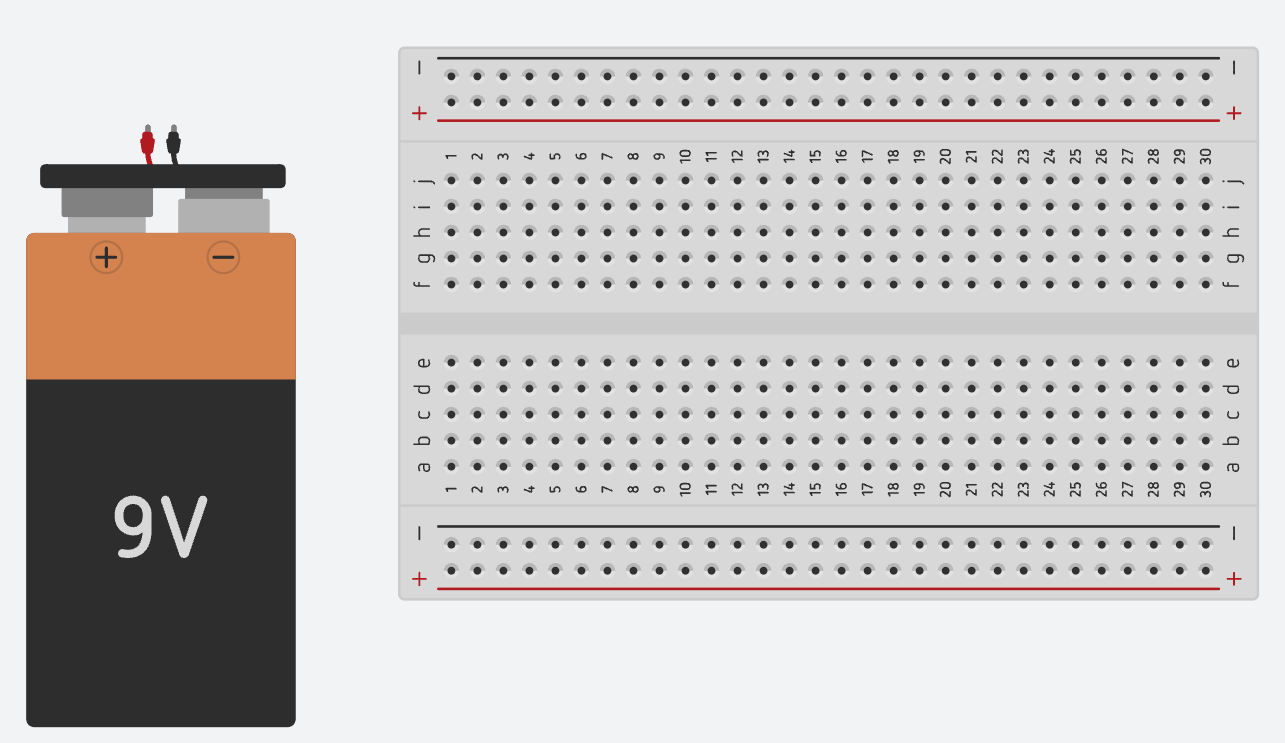 − −
+ +
1 2 3 4 5 6 7 8 9 10 11 12 13 14 15 16 17 18 19 20 21 22 23 24 25 26 27 28 29 30
j j
i i
h h
g g
f f
+ −
e e
d d
c c
b b
a a
1 2 3 4 5 6 7 8 9 10 11 12 13 14 15 16 17 18 19 20 21 22 23 24 25 26 27 28 29 30
9V
− −
+ +